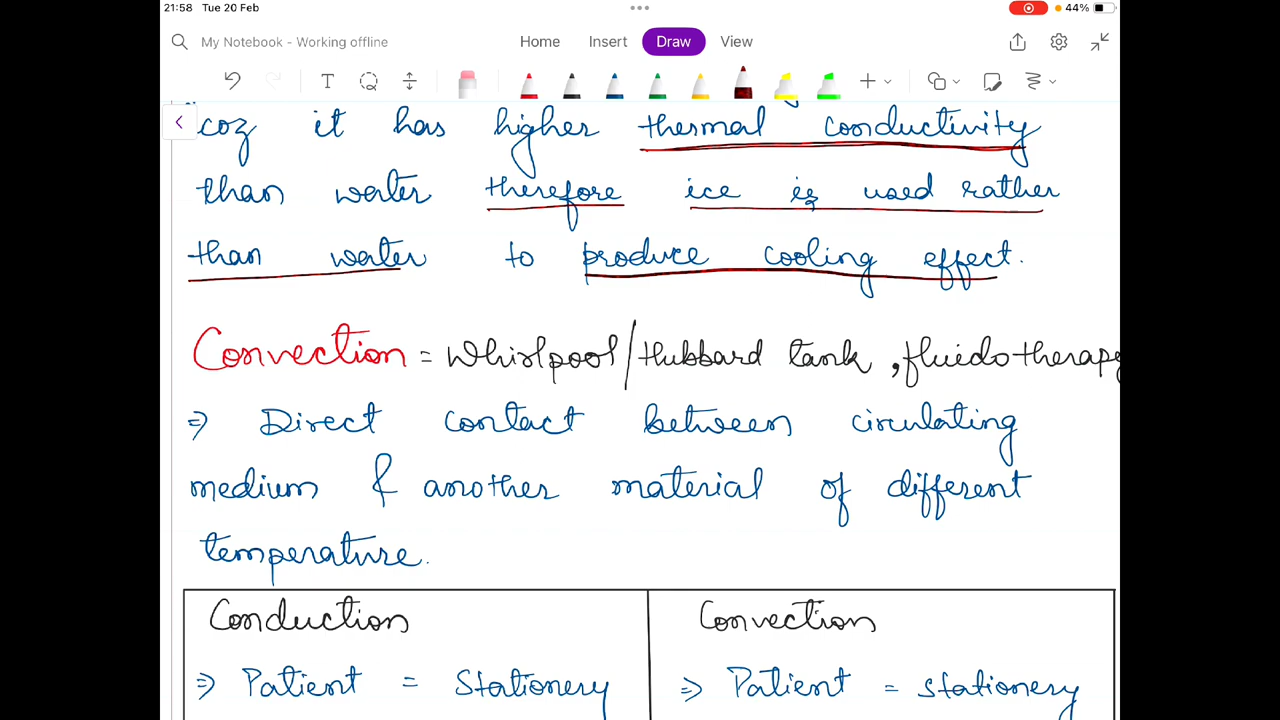 21:58 Tue 20 Feb
44%
My Notebook - Working offline
Home Insert Draw View
coz it has higher thermal conductivity
than water therefore ice is used rather
than water to produce cooling effect.
Convection = Whirlpool/Hubbard tank, fluidotherapy
⇒ Direct contact between circulating
medium & another material of different
temperature.
Conduction
⇒ Patient = Stationery
Convection
⇒ Patient = stationery